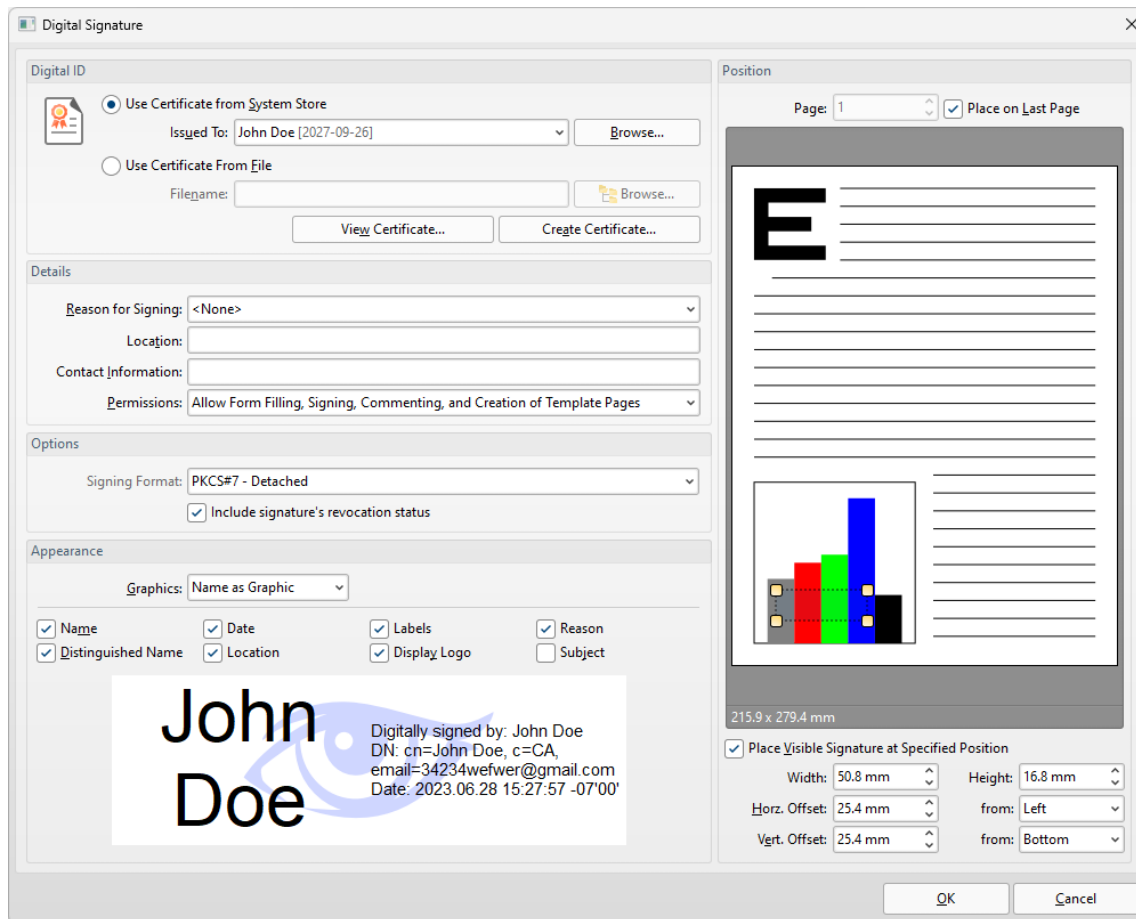 Digital Signature
Digital ID
Use Certificate from System Store
Issued To: John Doe [2027-09-26] Browse...
Use Certificate From File
Filename: Browse...
View Certificate... Create Certificate...
Details
Reason for Signing: <None>
Location:
Contact Information:
Permissions: Allow Form Filling, Signing, Commenting, and Creation of Template Pages
Options
Signing Format: PKCS#7 - Detached
Include signature's revocation status
Appearance
Graphics: Name as Graphic
Name Date Labels Reason
Distinguished Name Location Display Logo Subject
John
Doe
Digitally signed by: John Doe
DN: cn=John Doe, c=CA,
email=34234wefwer@gmail.com
Date: 2023.06.28 15:27:57 -07'00'
Position
Page: 1 Place on Last Page
E
215.9 x 279.4 mm
Place Visible Signature at Specified Position
Width: 50.8 mm Height: 16.8 mm
Horz. Offset: 25.4 mm from: Left
Vert. Offset: 25.4 mm from: Bottom
OK Cancel